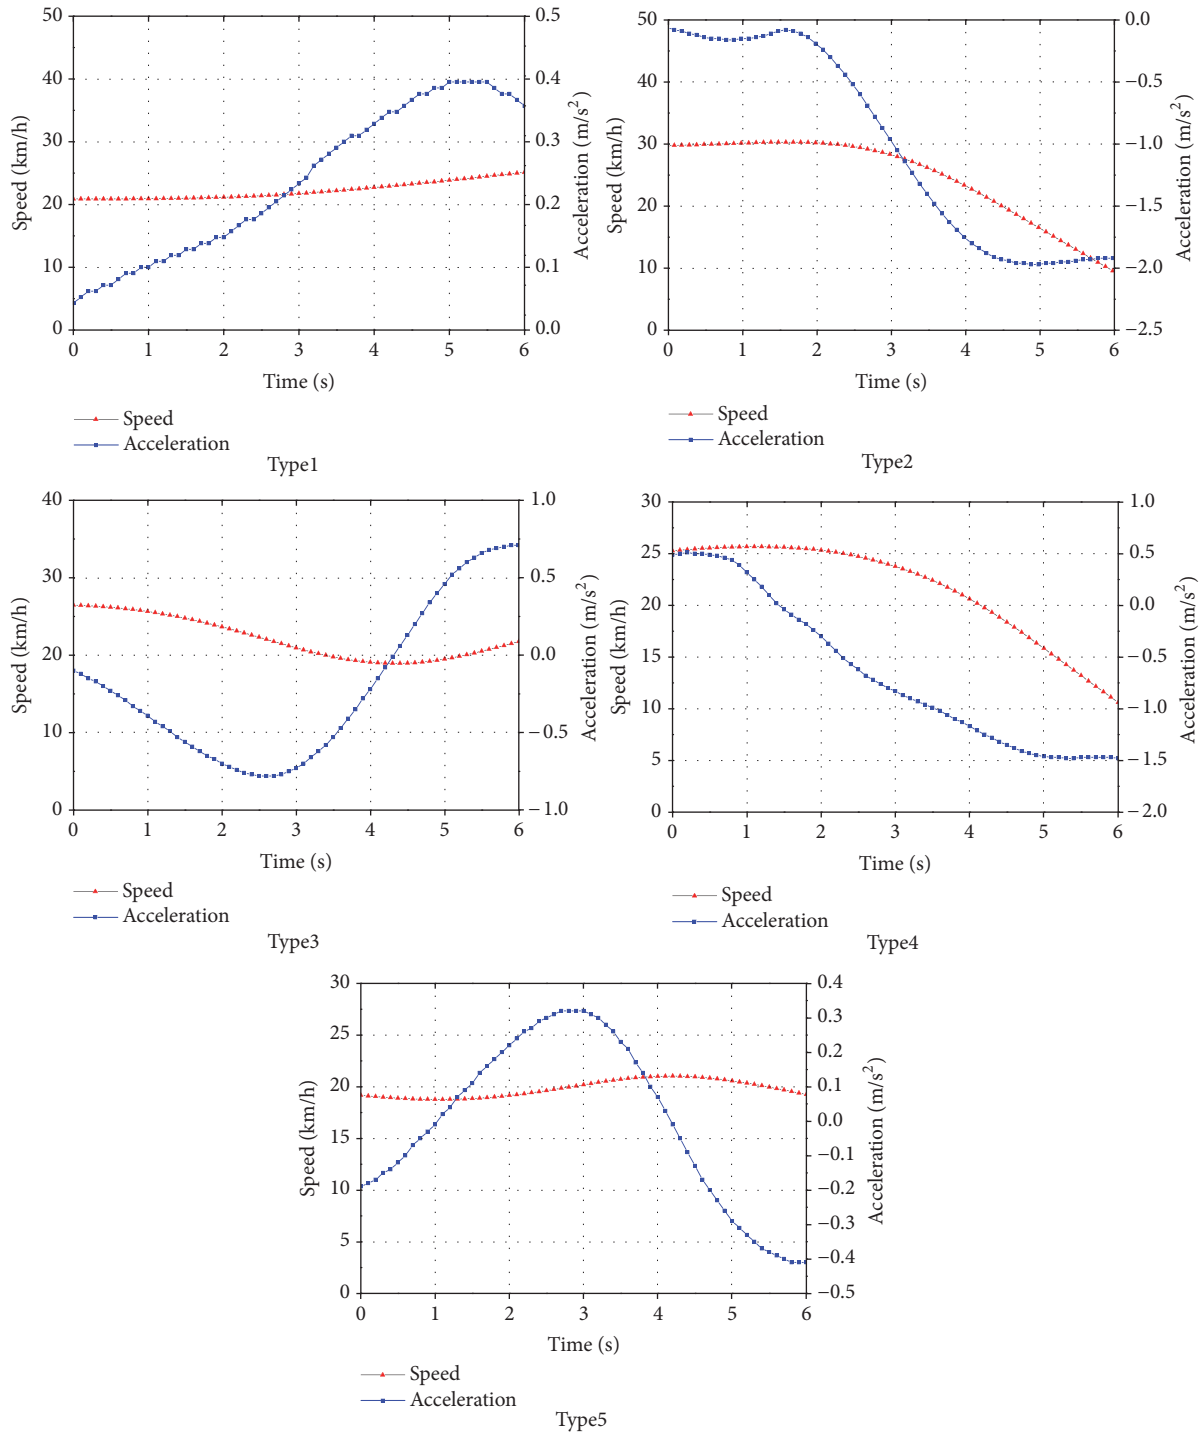 50
40
30
20
10
0
Speed (km/h)
0.5
0.4
0.3
0.2
0.1
0.0
Acceleration (m/s²)
0 1 2 3 4 5 6
Time (s)
Speed
Acceleration
Type1
50
40
30
20
10
0
Speed (km/h)
0.0
−0.5
−1.0
−1.5
−2.0
−2.5
Acceleration (m/s²)
0 1 2 3 4 5 6
Time (s)
Speed
Acceleration
Type2
40
30
20
10
0
Speed (km/h)
1.0
0.5
0.0
−0.5
−1.0
Acceleration (m/s²)
0 1 2 3 4 5 6
Time (s)
Speed
Acceleration
Type3
30
25
20
15
10
5
0
Speed (km/h)
1.0
0.5
0.0
−0.5
−1.0
−1.5
−2.0
Acceleration (m/s²)
0 1 2 3 4 5 6
Time (s)
Speed
Acceleration
Type4
30
25
20
15
10
5
0
Speed (km/h)
0.4
0.3
0.2
0.1
0.0
−0.1
−0.2
−0.3
−0.4
−0.5
Acceleration (m/s²)
0 1 2 3 4 5 6
Time (s)
Speed
Acceleration
Type5